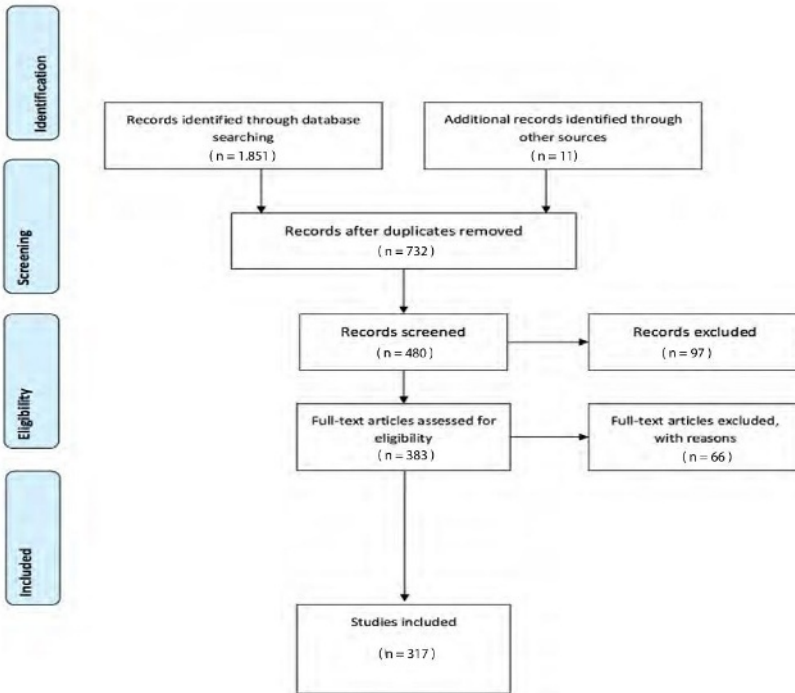 Identification
Records identified through database
searching
( n = 1.851 )
Additional records identified through
other sources
( n = 11)
Screening
Records after duplicates removed
( n = 732 )
Records screened
( n = 480 )
Records excluded
( n = 97 )
Eligibility
Full-text articles assessed for
eligibility
( n = 383 )
Full-text articles excluded,
with reasons
( n = 66 )
Included
Studies included
( n = 317 )